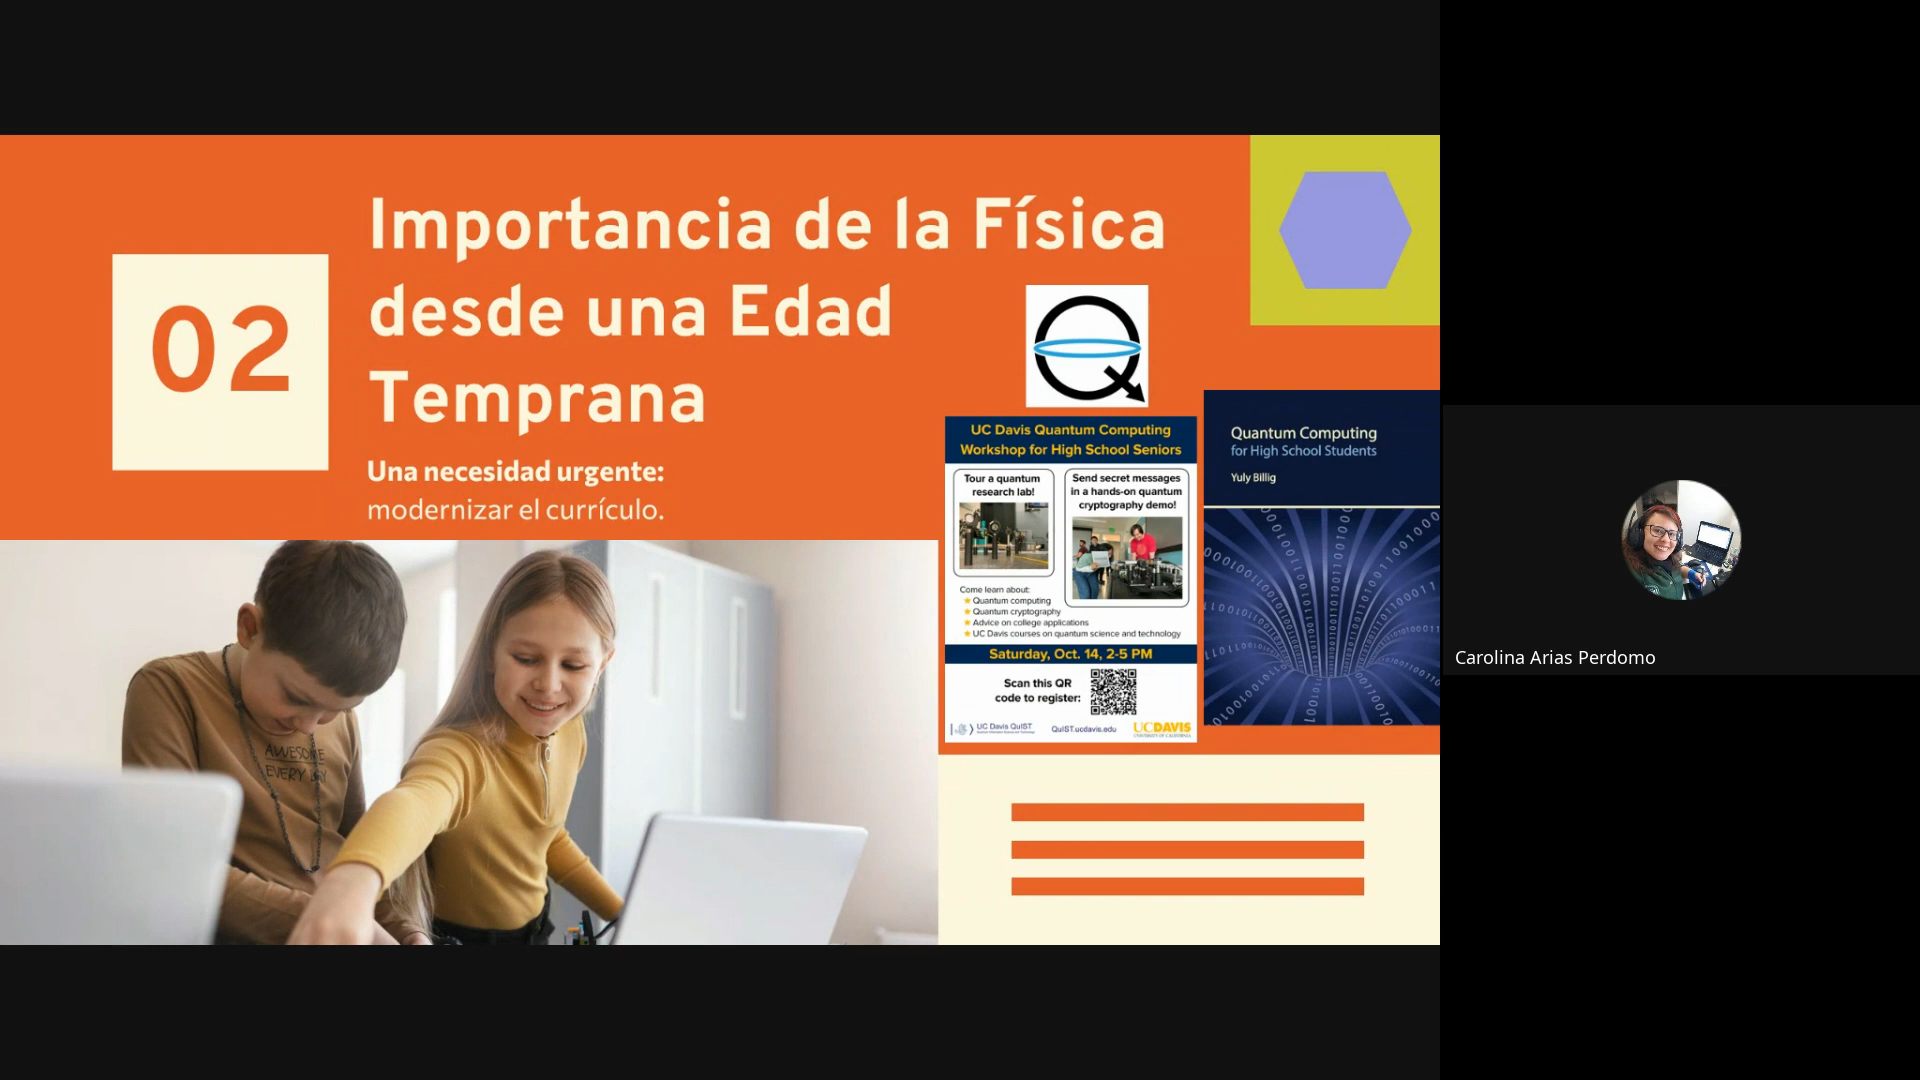 02
Importancia de la Física
desde una Edad
Temprana
Una necesidad urgente:
modernizar el currículo.
AWESOME
EVERY DAY
UC Davis Quantum Computing
Workshop for High School Seniors
Tour a quantum
research lab!
Send secret messages
in a hands-on quantum
cryptography demo!
Come learn about:
Quantum computing
Quantum cryptography
Advice on college applications
UC Davis courses on quantum science and technology
Saturday, Oct. 14, 2-5 PM
Scan this QR
code to register:
UC Davis QuIST
QuIST.ucdavis.edu
UCDAVIS
UNIVERSITY OF CALIFORNIA
Quantum Computing
for High School Students
Yuly Billig
Carolina Arias Perdomo